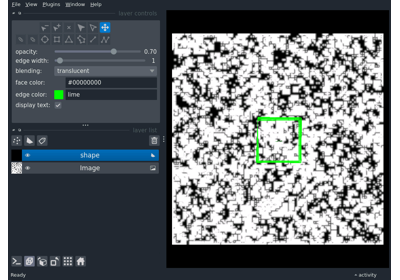 File View Plugins Window Help
layer controls
opacity: 0.70
edge width: 1
blending: translucent
face color: #00000000
edge color: lime
display text:
layer list
shape
Image
Ready
activity